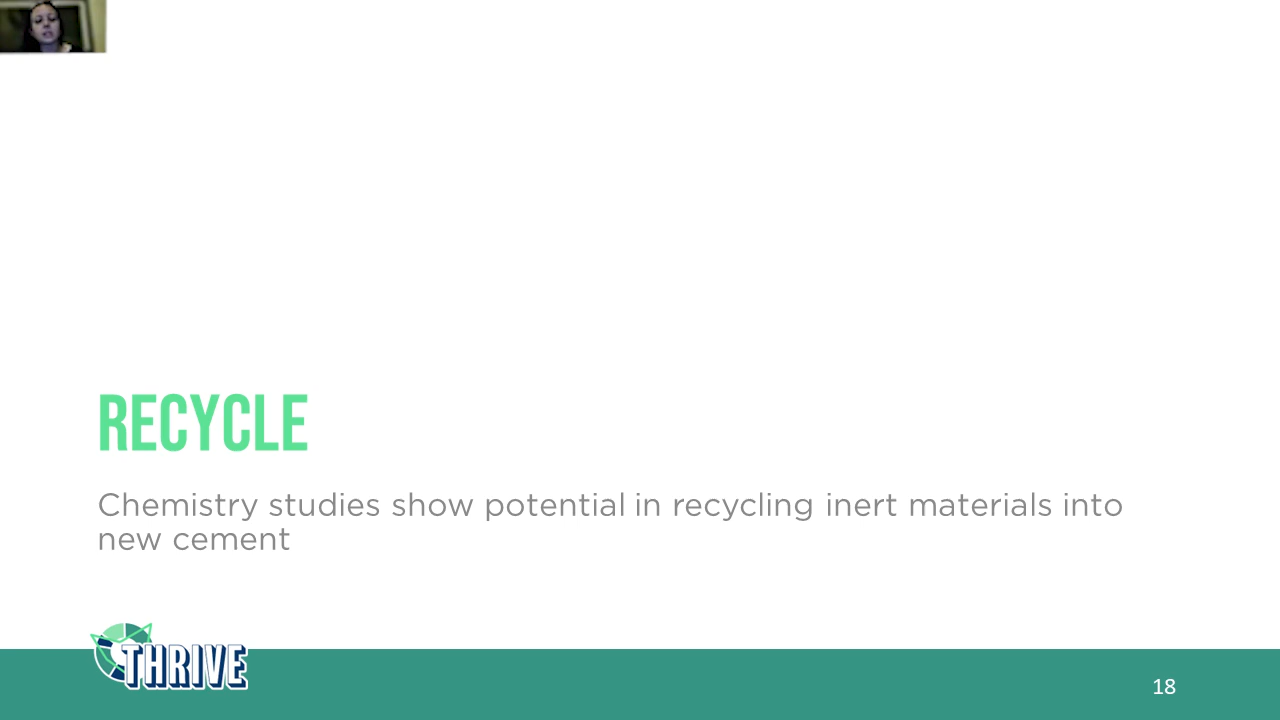 RECYCLE
Chemistry studies show potential in recycling inert materials into
new cement
THRIVE
18